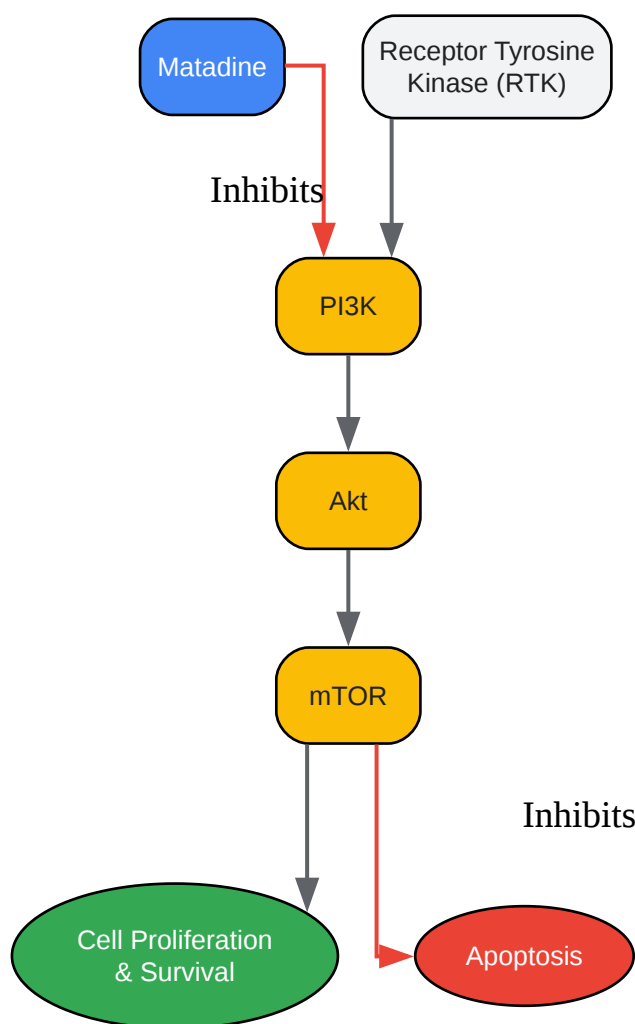 Matadine
Receptor Tyrosine
Kinase (RTK)
Inhibits
PI3K
Akt
mTOR
Inhibits
Cell Proliferation
& Survival
Apoptosis